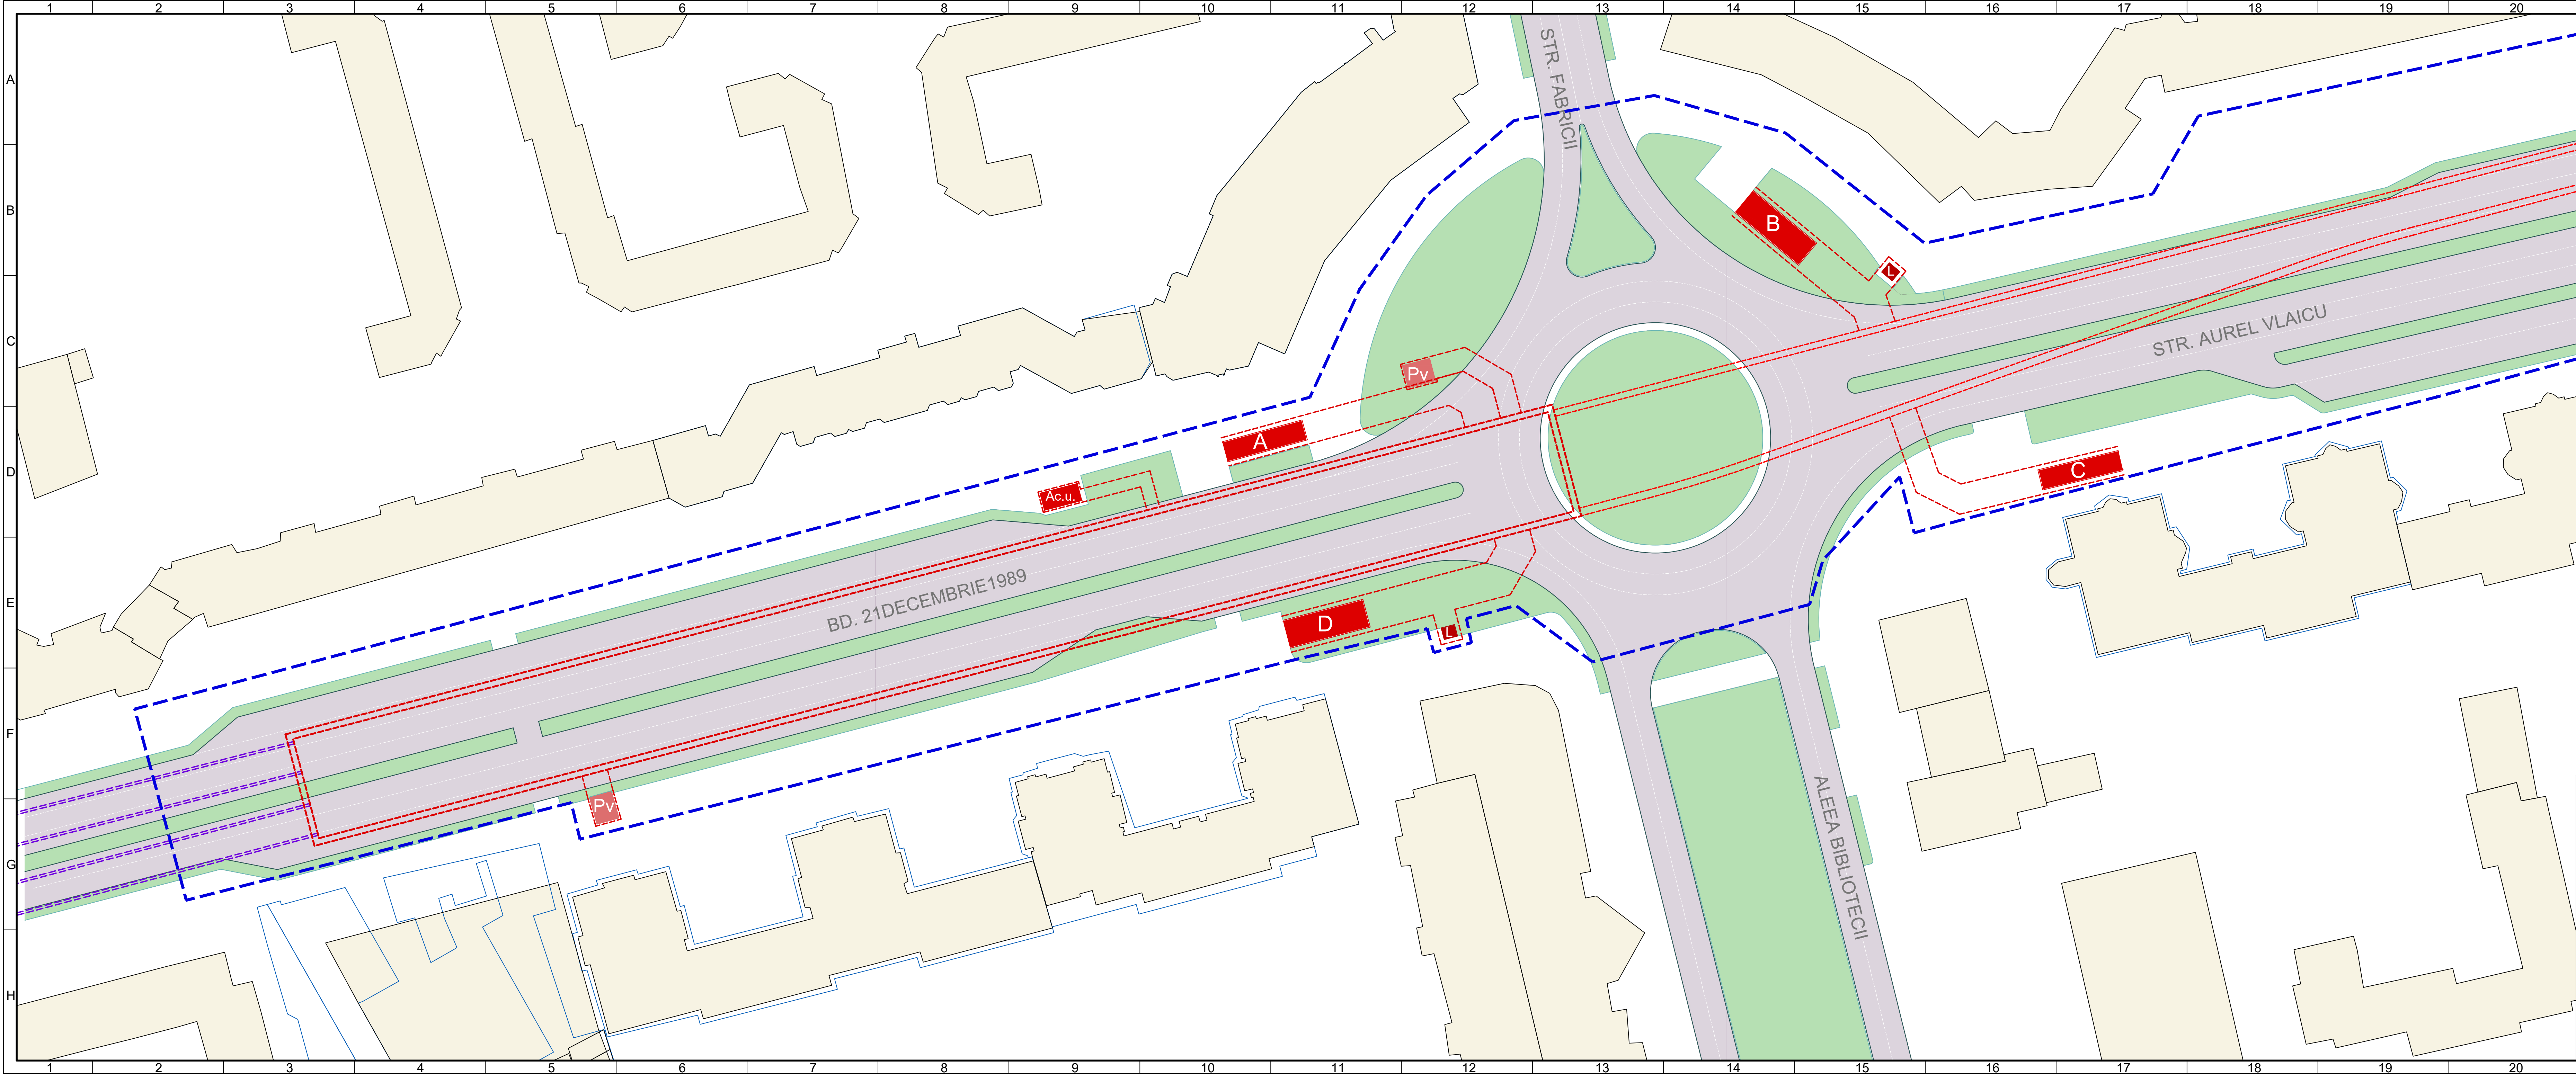 1 2 3 4 5 6 7 8 9 10 11 12 13 14 15 16 17 18 19 20
A
STR. FABRICII
B
B
L
C
STR. AUREL VLAICU
Pv
A
D
C
Ac.u.
E
BD. 21DECEMBRIE1989
D
L
F
Pv
G
ALEEA BIBLIOTECII
H
1 2 3 4 5 6 7 8 9 10 11 12 13 14 15 16 17 18 19 20